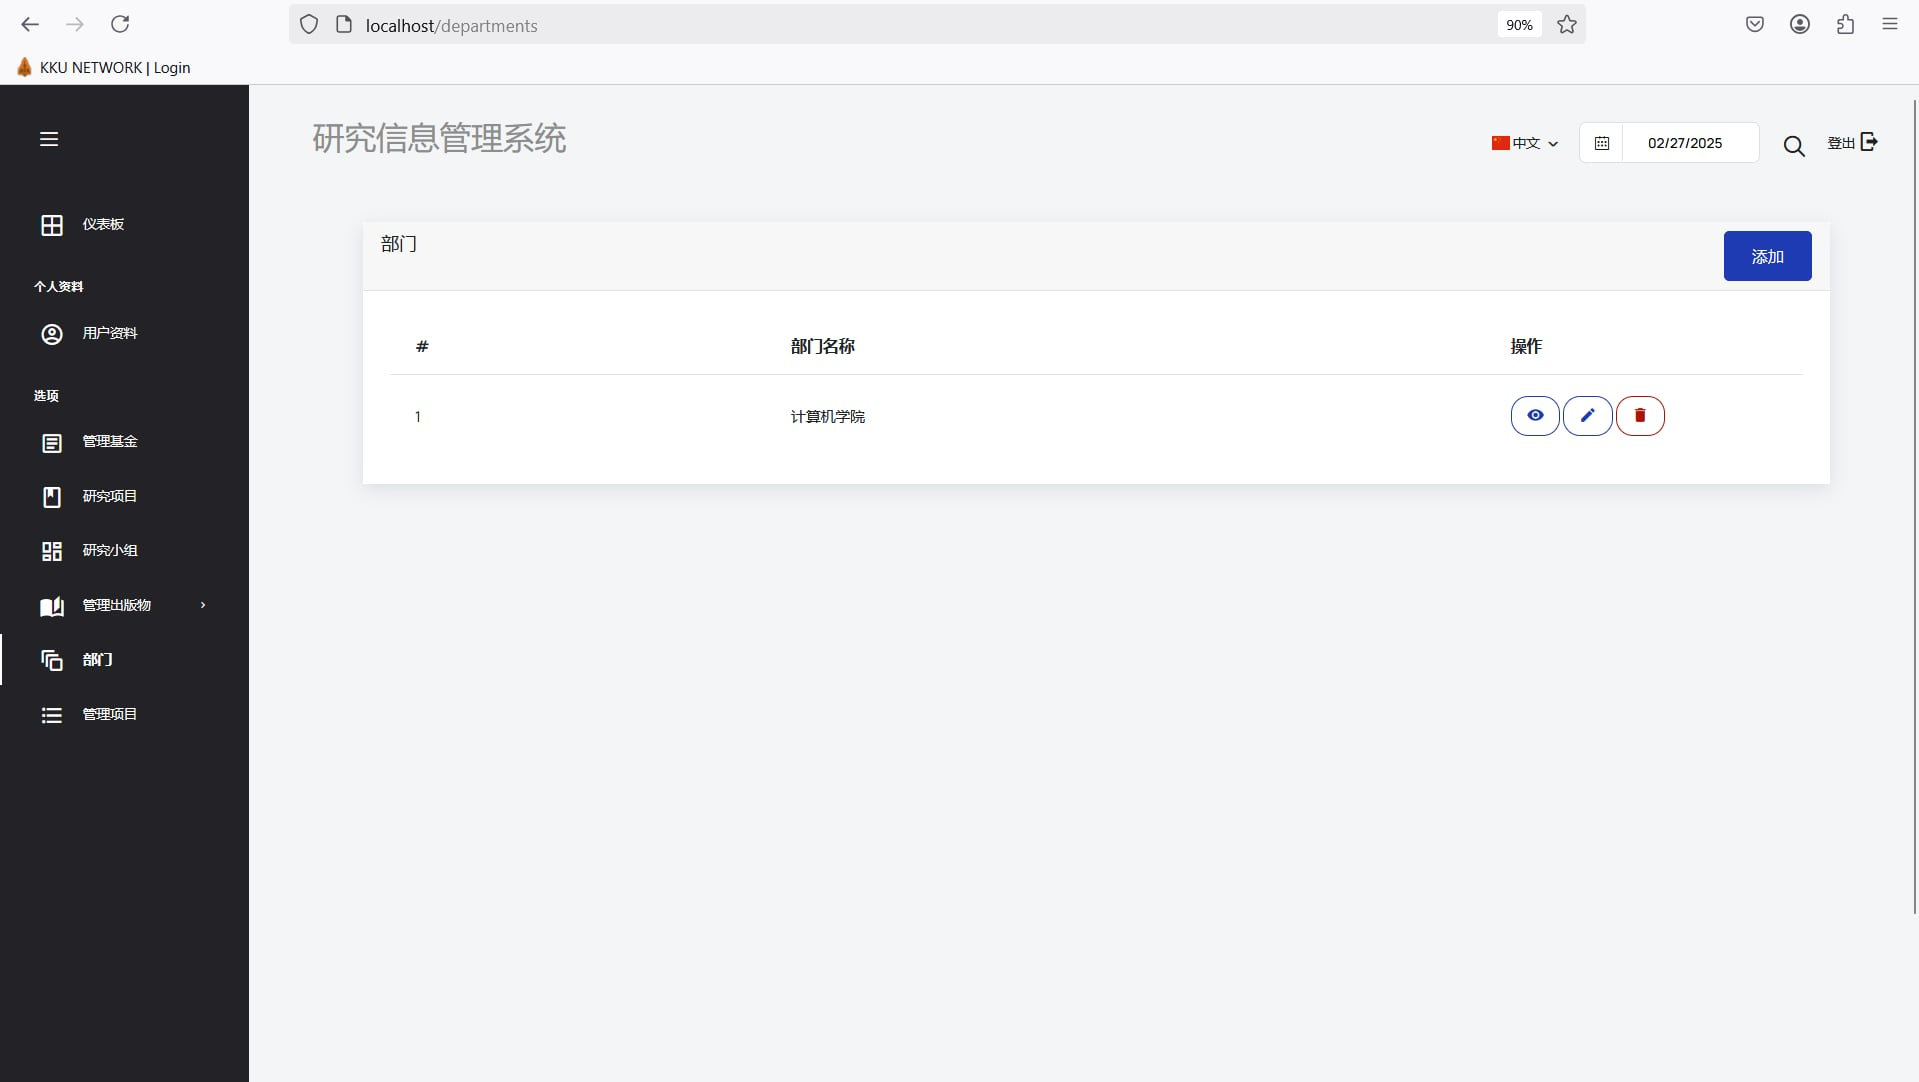 localhost/departments
90%
KKU NETWORK | Login
研究信息管理系统
中文
02/27/2025
登出
仪表板
个人资料
用户资料
选项
管理基金
研究项目
研究小组
管理出版物
部门
管理项目
部门
添加
# 部门名称 操作
1 计算机学院